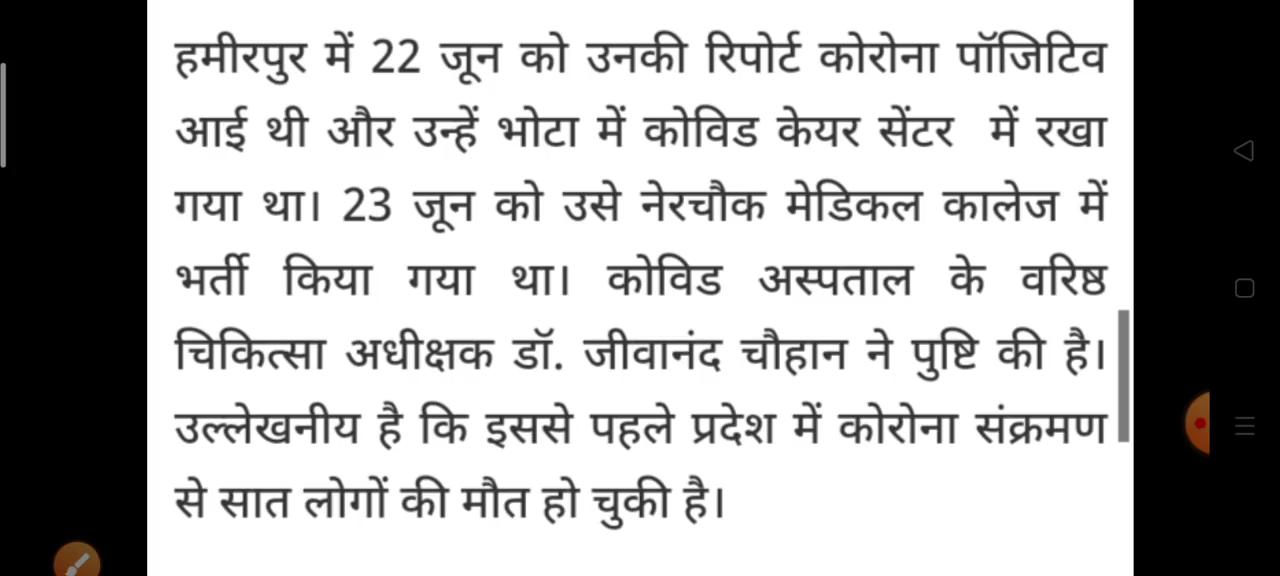 हमीरपुर में 22 जून को उनकी रिपोर्ट कोरोना पॉजिटिव
आई थी और उन्हें भोटा में कोविड केयर सेंटर में रखा
गया था। 23 जून को उसे नेरचौक मेडिकल कालेज में
भर्ती किया गया था। कोविड अस्पताल के वरिष्ठ
चिकित्सा अधीक्षक डॉ. जीवानंद चौहान ने पुष्टि की है।
उल्लेखनीय है कि इससे पहले प्रदेश में कोरोना संक्रमण
से सात लोगों की मौत हो चुकी है।